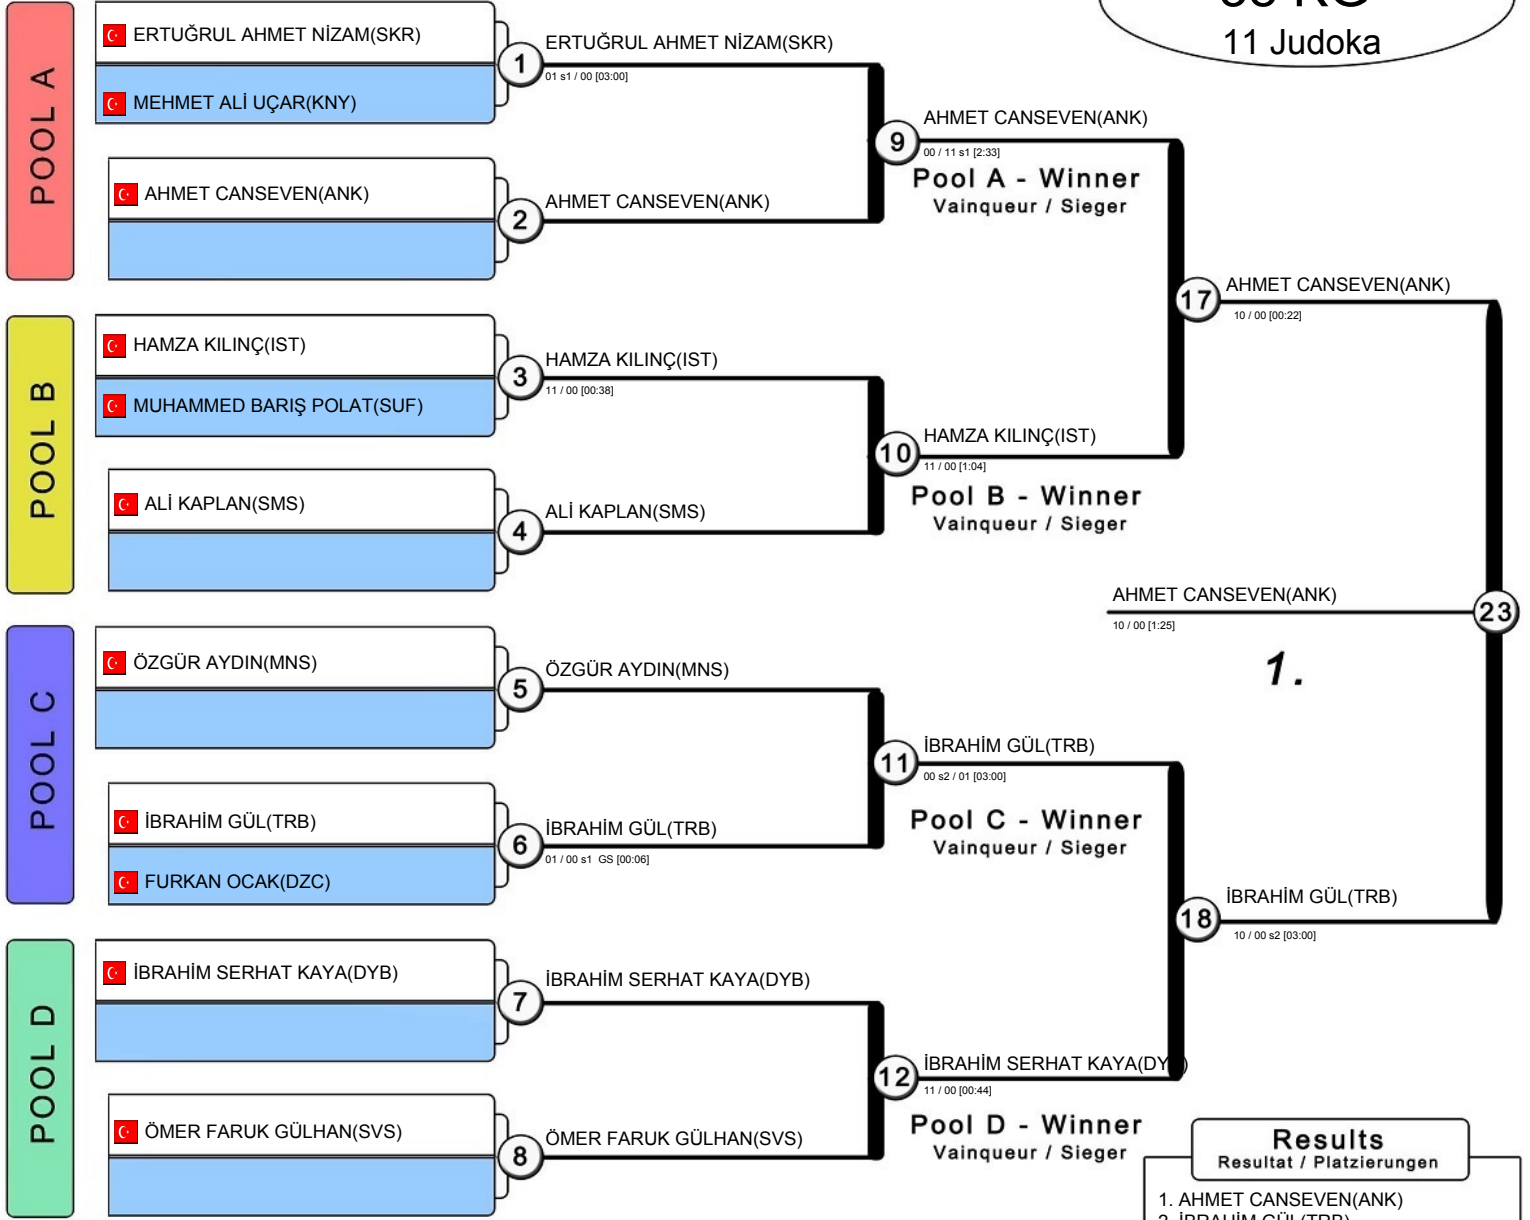 11 Judoka
POOL A
ERTUĞRUL AHMET NİZAM(SKR)
MEHMET ALİ UÇAR(KNY)
1
ERTUĞRUL AHMET NİZAM(SKR)
01 s1 / 00 [03:00]
AHMET CANSEVEN(ANK)
2
AHMET CANSEVEN(ANK)
9
AHMET CANSEVEN(ANK)
00 / 11 s1 [2:33]
Pool A - Winner
Vainqueur / Sieger
POOL B
HAMZA KILINÇ(IST)
MUHAMMED BARIŞ POLAT(SUF)
3
HAMZA KILINÇ(IST)
11 / 00 [00:38]
ALİ KAPLAN(SMS)
4
ALİ KAPLAN(SMS)
10
HAMZA KILINÇ(IST)
11 / 00 [1:04]
Pool B - Winner
Vainqueur / Sieger
17
AHMET CANSEVEN(ANK)
10 / 00 [00:22]
AHMET CANSEVEN(ANK)
10 / 00 [1:25]
23
1.
POOL C
ÖZGÜR AYDIN(MNS)
5
ÖZGÜR AYDIN(MNS)
İBRAHİM GÜL(TRB)
FURKAN OCAK(DZC)
6
İBRAHİM GÜL(TRB)
01 / 00 s1 GS [00:06]
11
İBRAHİM GÜL(TRB)
00 s2 / 01 [03:00]
Pool C - Winner
Vainqueur / Sieger
18
İBRAHİM GÜL(TRB)
10 / 00 s2 [03:00]
POOL D
İBRAHİM SERHAT KAYA(DYB)
7
İBRAHİM SERHAT KAYA(DYB)
ÖMER FARUK GÜLHAN(SVS)
8
ÖMER FARUK GÜLHAN(SVS)
12
İBRAHİM SERHAT KAYA(DYB)
11 / 00 [00:44]
Pool D - Winner
Vainqueur / Sieger
Results
Resultat / Platzierungen
1. AHMET CANSEVEN(ANK)
2. İBRAHİM GÜL(TRB)